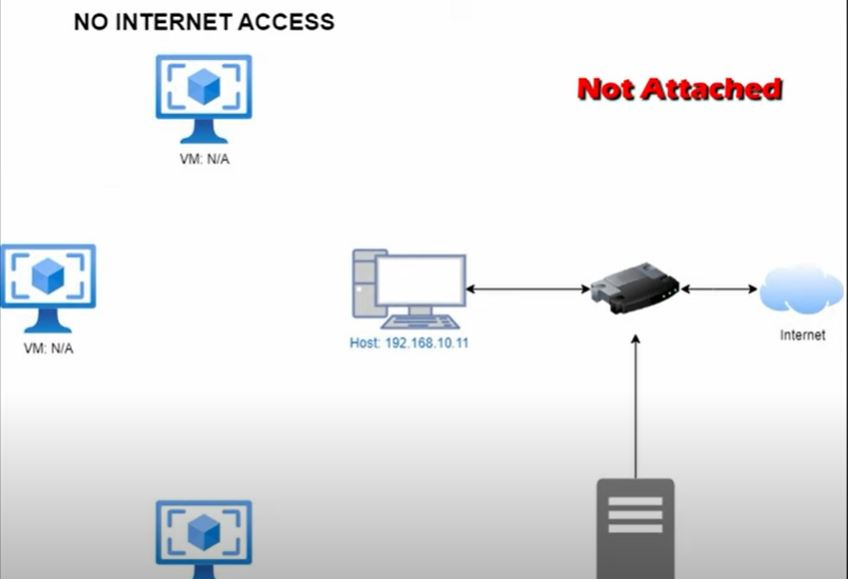 NO INTERNET ACCESS
Not Attached
VM: N/A
VM: N/A
Host: 192.168.10.11
Internet